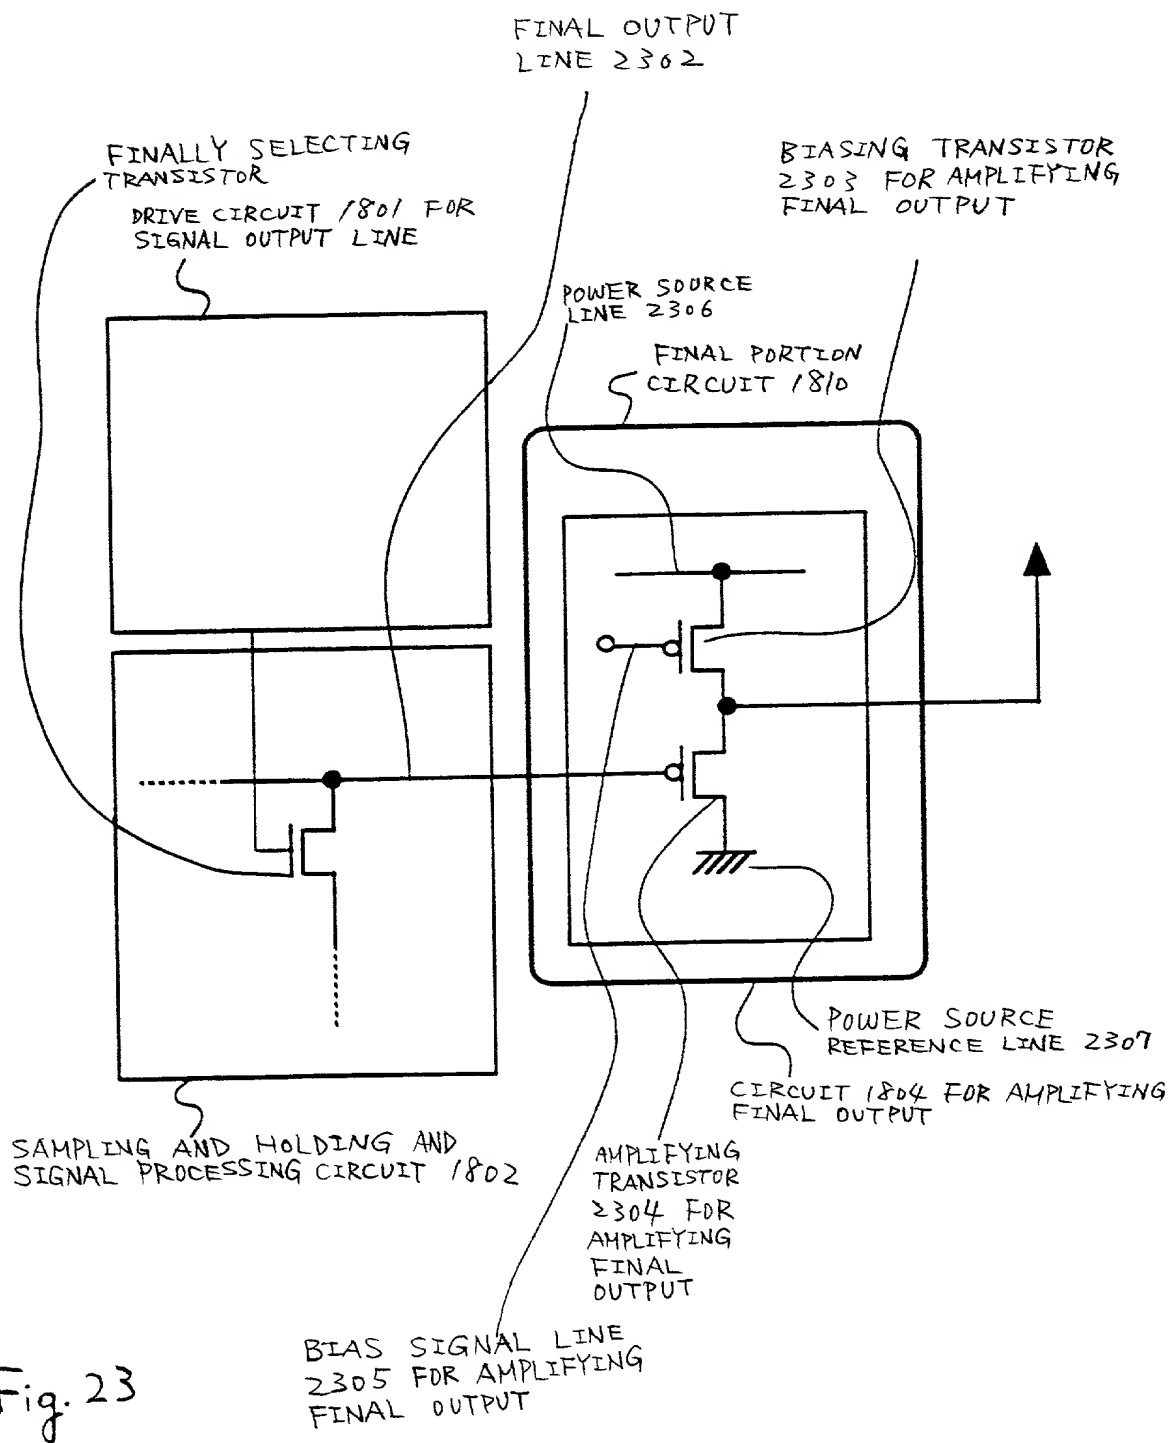 FINAL OUTPUT
LINE 2302
FINALLY SELECTING
TRANSISTOR
DRIVE CIRCUIT 1801 FOR
SIGNAL OUTPUT LINE
BIASING TRANSISTOR
2303 FOR AMPLIFYING
FINAL OUTPUT
POWER SOURCE
LINE 2306
FINAL PORTION
CIRCUIT 1810
POWER SOURCE
REFERENCE LINE 2307
CIRCUIT 1804 FOR AMPLIFYING
FINAL OUTPUT
SAMPLING AND HOLDING AND
SIGNAL PROCESSING CIRCUIT 1802
AMPLIFYING
TRANSISTOR
2304 FOR
AMPLIFYING
FINAL
OUTPUT
BIAS SIGNAL LINE
2305 FOR AMPLIFYING
FINAL OUTPUT
Fig. 23